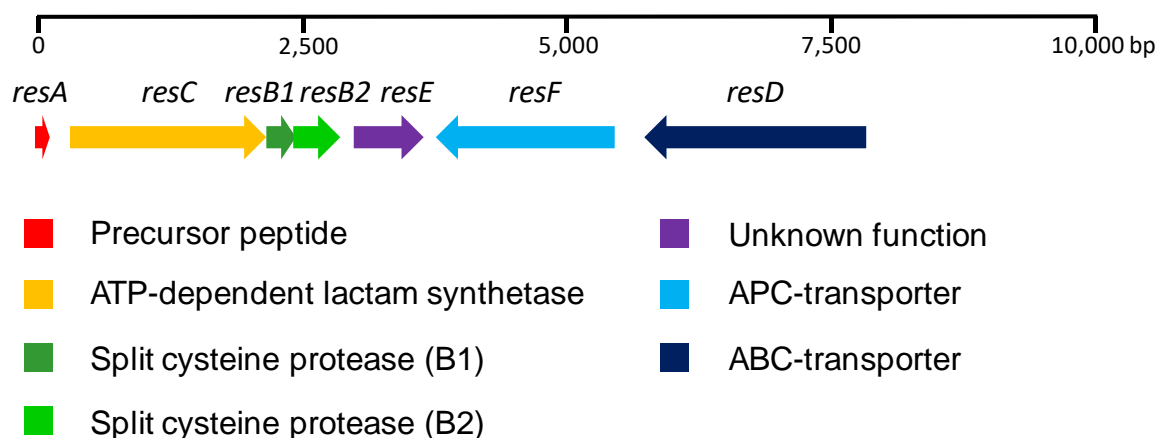 0 2,500 5,000 7,500 10,000 bp
resA resC resB1 resB2 resE resF resD
Precursor peptide Unknown function
ATP-dependent lactam synthetase APC-transporter
Split cysteine protease (B1) ABC-transporter
Split cysteine protease (B2)